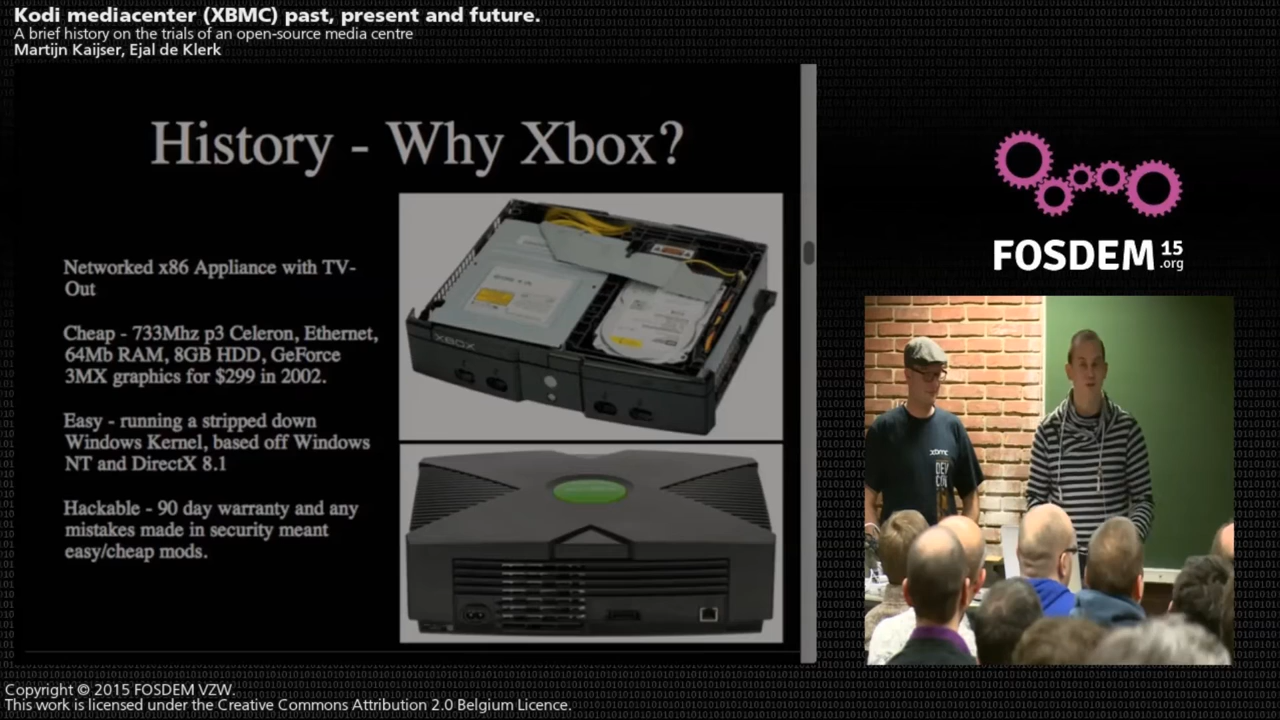 Kodi mediacenter (XBMC) past, present and future.
A brief history on the trials of an open-source media centre
Martijn Kaijser, Ejal de Klerk
History - Why Xbox?
Networked x86 Appliance with TV-
Out
Cheap - 733Mhz p3 Celeron, Ethernet,
64Mb RAM, 8GB HDD, GeForce
3MX graphics for $299 in 2002.
Easy - running a stripped down
Windows Kernel, based off Windows
NT and DirectX 8.1
Hackable - 90 day warranty and any
mistakes made in security meant
easy/cheap mods.
XBOX
FOSDEM 15
.org
xbmc
DEV
CON
Copyright © 2015 FOSDEM VZW.
This work is licensed under the Creative Commons Attribution 2.0 Belgium Licence.